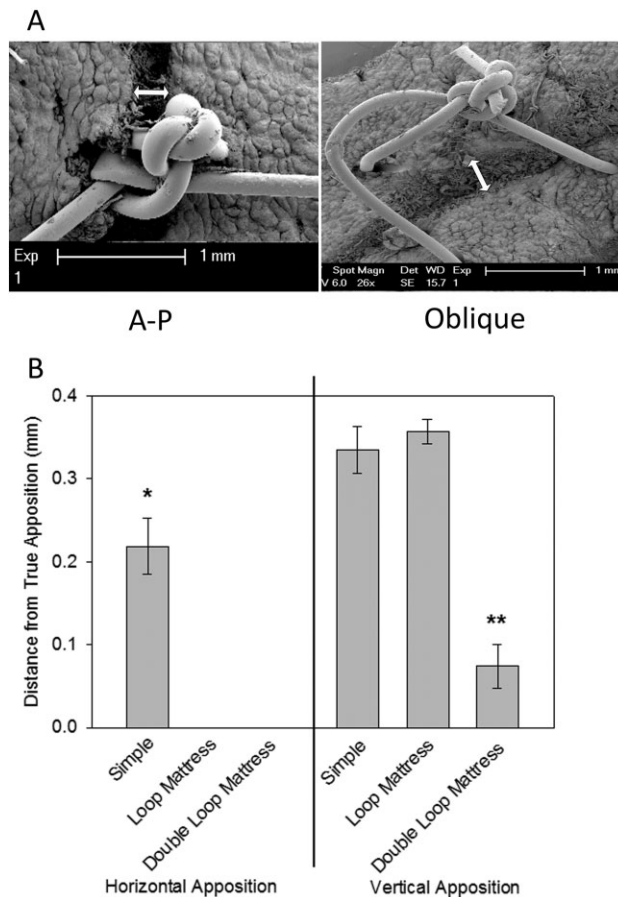 A
Exp
1
1 mm
Spot Magn Det WD Exp
V 6.0 26x SE 15.7 1
1 mm
A-P
Oblique
B
Distance from True Apposition (mm)
0.4
0.3
0.2
0.1
0.0
*
**
Simple
Loop Mattress
Double Loop Mattress
Simple
Loop Mattress
Double Loop Mattress
Horizontal Apposition
Vertical Apposition